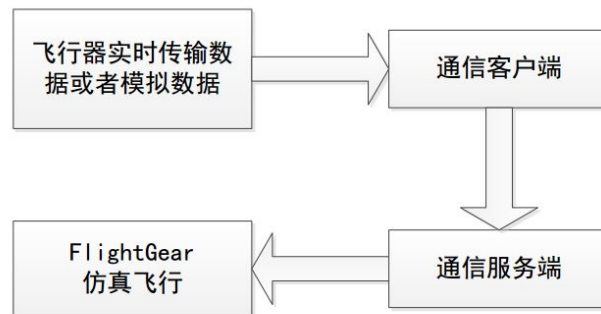 飞行器实时传输数
据或者模拟数据
通信客户端
FlightGear
仿真飞行
通信服务端